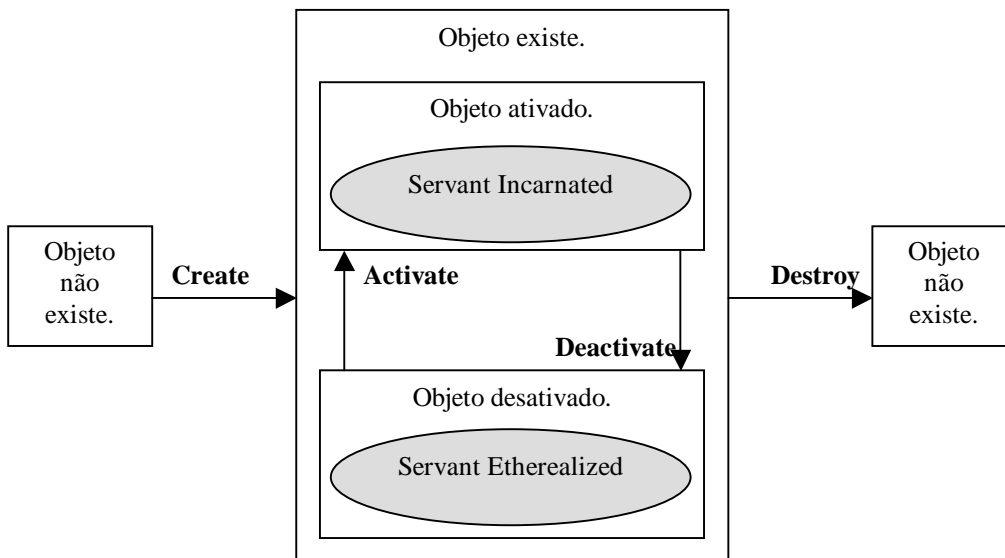 Objeto existe.
Objeto ativado.
Servant Incarnated
Objeto
não
existe.
Create
Activate
Deactivate
Destroy
Objeto
não
existe.
Objeto desativado.
Servant Etherealized